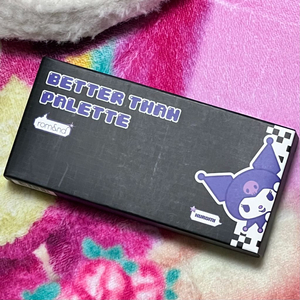 BETTER THAN
PALETTE
rom&nd
KUROMI